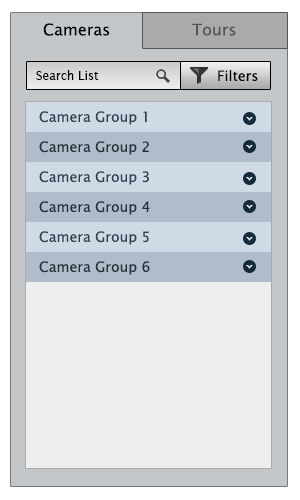 Cameras Tours
Search List Filters
Camera Group 1
Camera Group 2
Camera Group 3
Camera Group 4
Camera Group 5
Camera Group 6